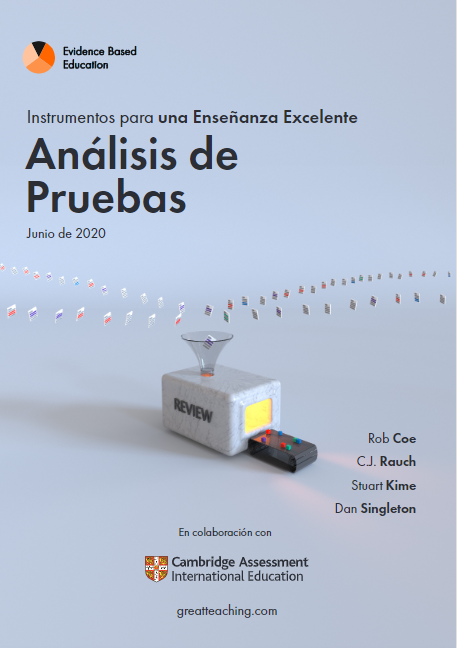 Evidence Based
Education
Instrumentos para una Enseñanza Excelente
Análisis de
Pruebas
Junio de 2020
REVIEW
Rob Coe
C.J. Rauch
Stuart Kime
Dan Singleton
En colaboración con
Cambridge Assessment
International Education
greatteaching.com